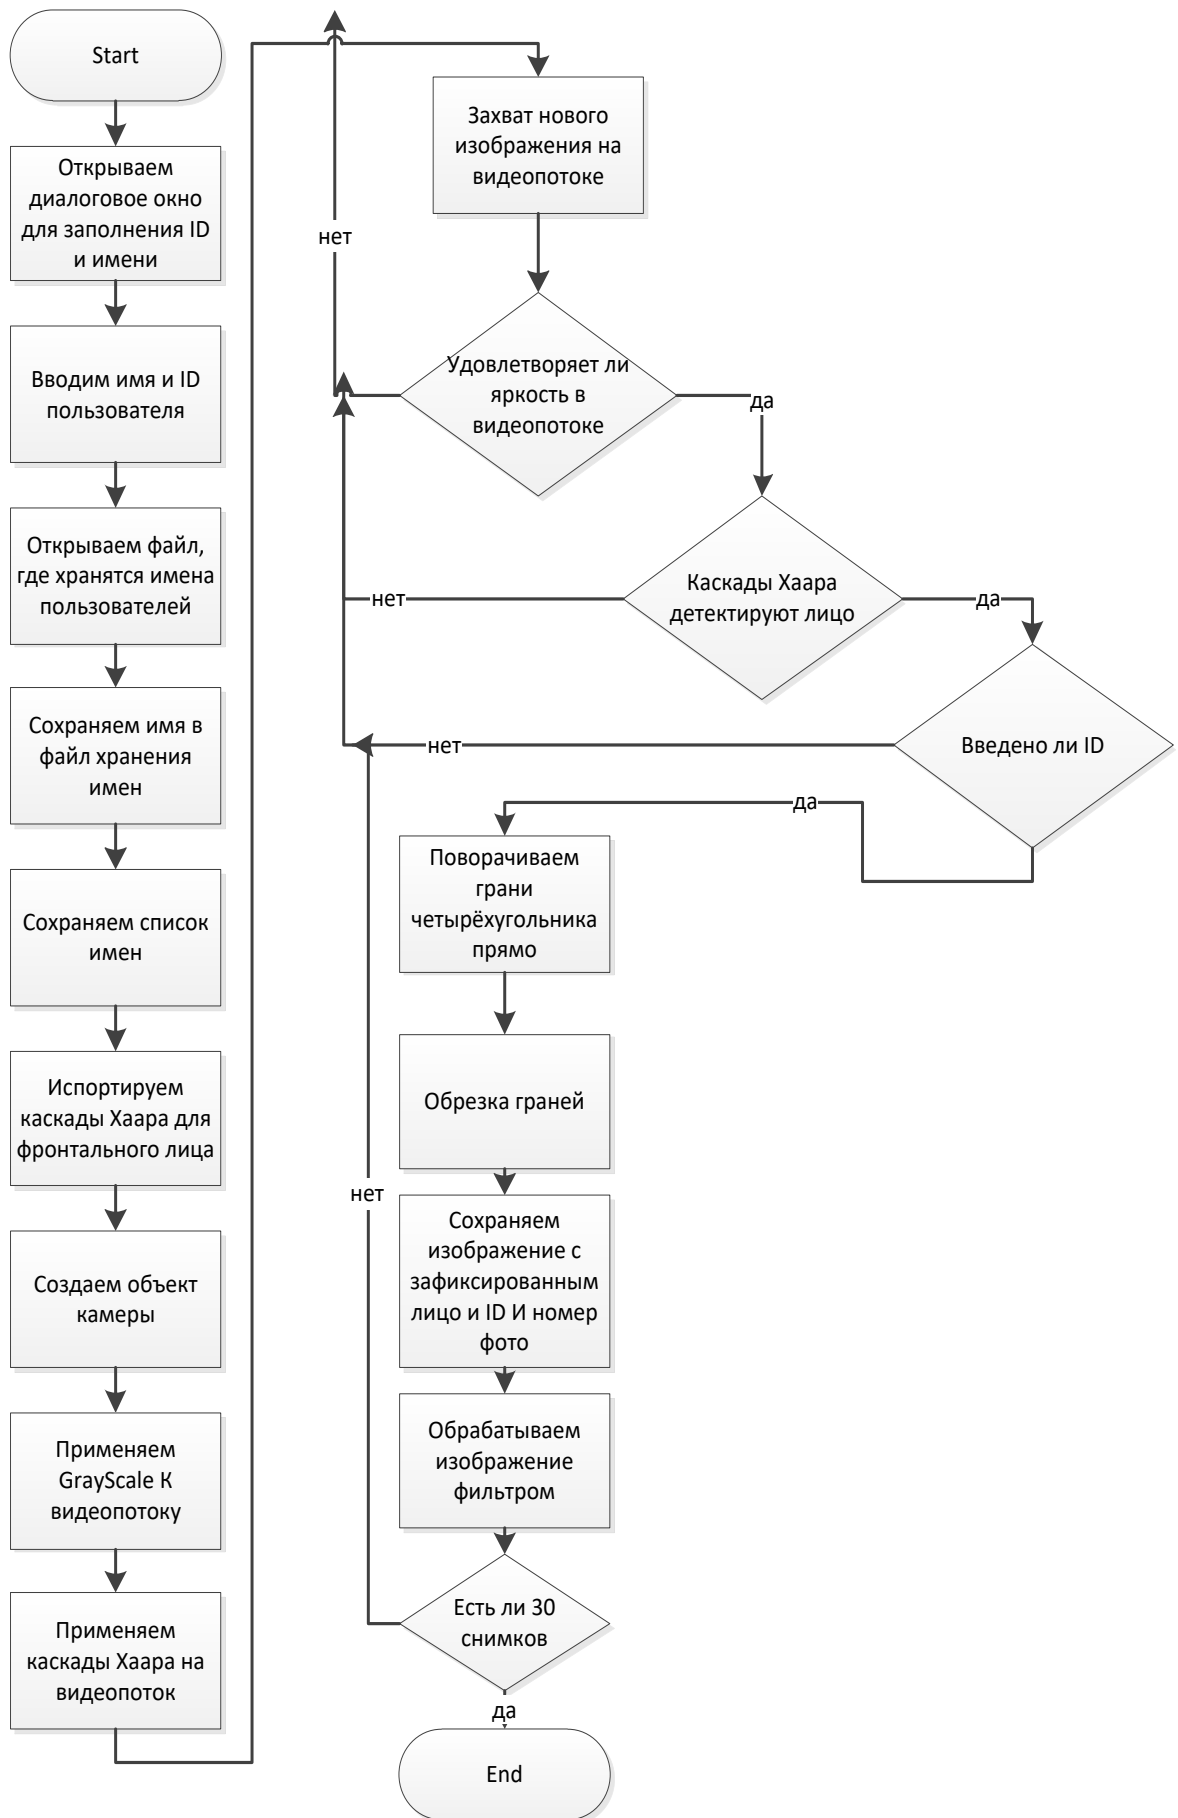 Start
Открываем
диалоговое окно
для заполнения ID
и имени
Вводим имя и ID
пользователя
Открываем файл,
где хранятся имена
пользователей
Сохраняем имя в
файл хранения
имен
Сохраняем список
имен
Испортируем
каскады Хаара для
фронтального лица
Создаем объект
камеры
Применяем
GrayScale К
видеопотоку
Применяем
каскады Хаара на
видеопоток
Захват нового
изображения на
видеопотоке
нет
Удовлетворяет ли
яркость в
видеопотоке
да
Каскады Хаара
детектируют лицо
нет
да
Введено ли ID
нет
да
Поворачиваем
грани
четырёхугольника
прямо
Обрезка граней
Сохраняем
изображение с
зафиксированным
лицо и ID И номер
фото
Обрабатываем
изображение
фильтром
Есть ли 30
снимков
нет
да
End